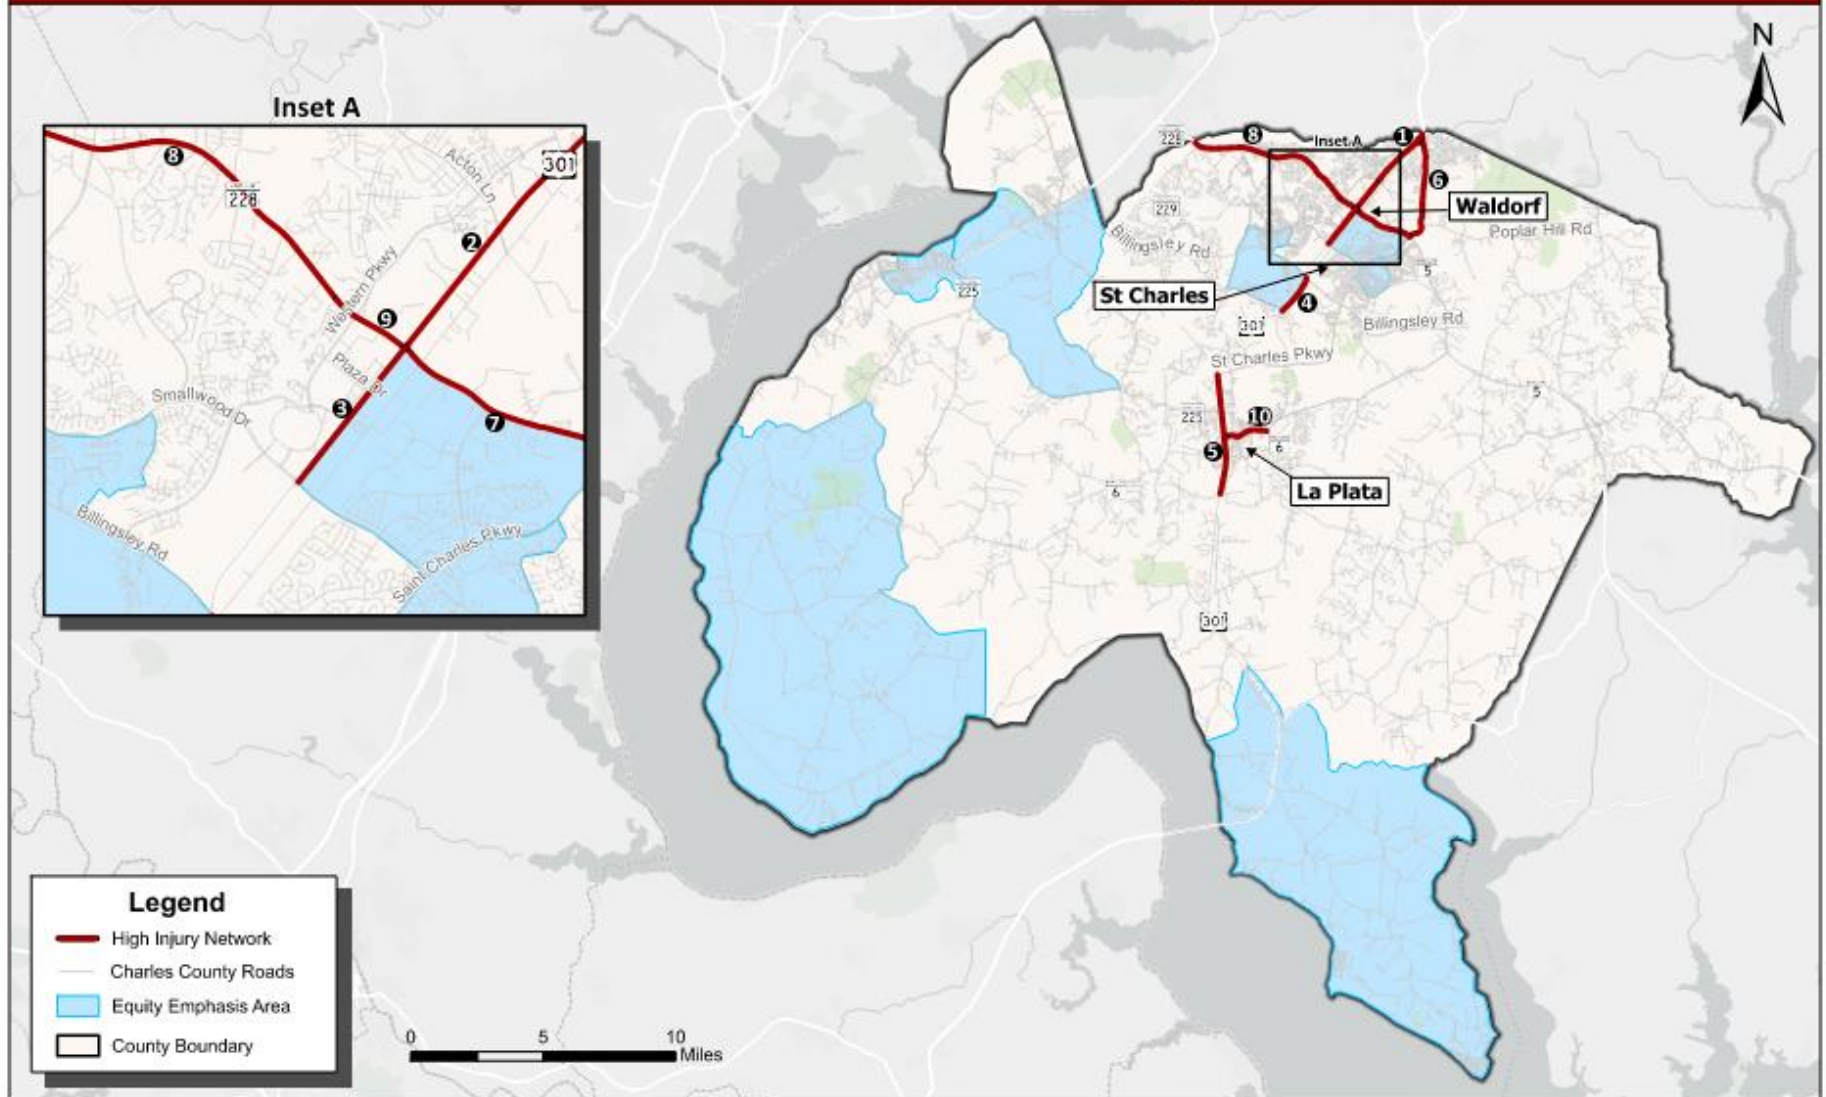 N
Inset A
8
228
Acton Ln
301
2
Western Pkwy
9
Plaza Dr
Smallwood Dr
3
7
Billingsley Rd
Saint Charles Pkwy
228
8
Inset A
1
6
Waldorf
229
Billingsley Rd
Poplar Hill Rd
5
225
St Charles
4
301
Billingsley Rd
St Charles Pkwy
5
225
10
5
6
La Plata
6
301
Legend
High Injury Network
Charles County Roads
Equity Emphasis Area
County Boundary
0 5 10
Miles